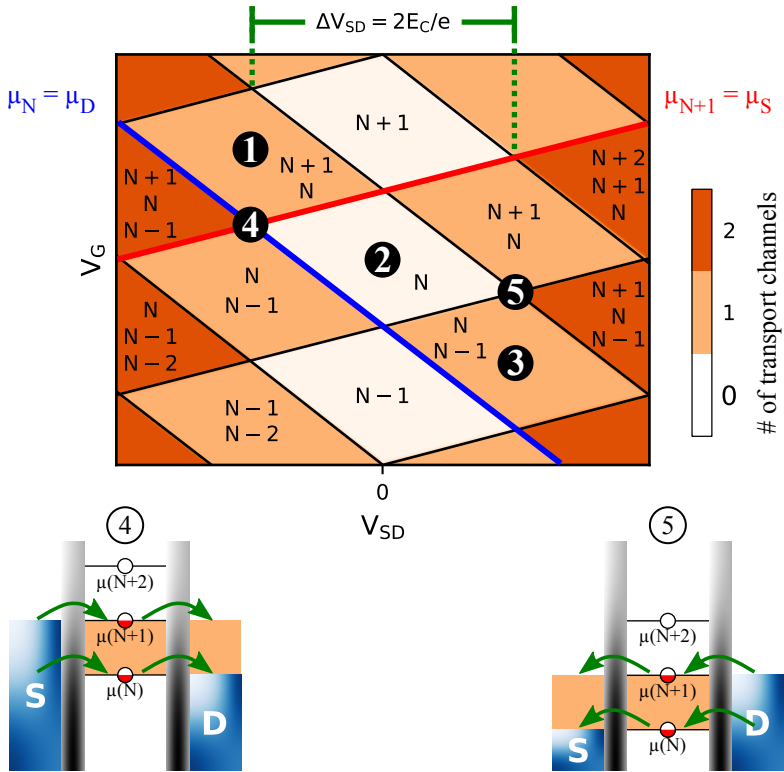 ΔV_SD = 2E_C/e
μ_N = μ_D
μ_{N+1} = μ_S
N + 1
1
N + 1
N
N + 1
N
N − 1
N + 2
N + 1
N
4
N + 1
N
V_G
2
N
N
N − 1
5
N + 1
N
N − 1
N
N − 1
N − 2
N
N − 1
3
N − 1
N − 1
N − 2
0
V_SD
2
1
0
# of transport channels
4
μ(N+2)
μ(N+1)
μ(N)
S
D
5
μ(N+2)
μ(N+1)
μ(N)
S
D